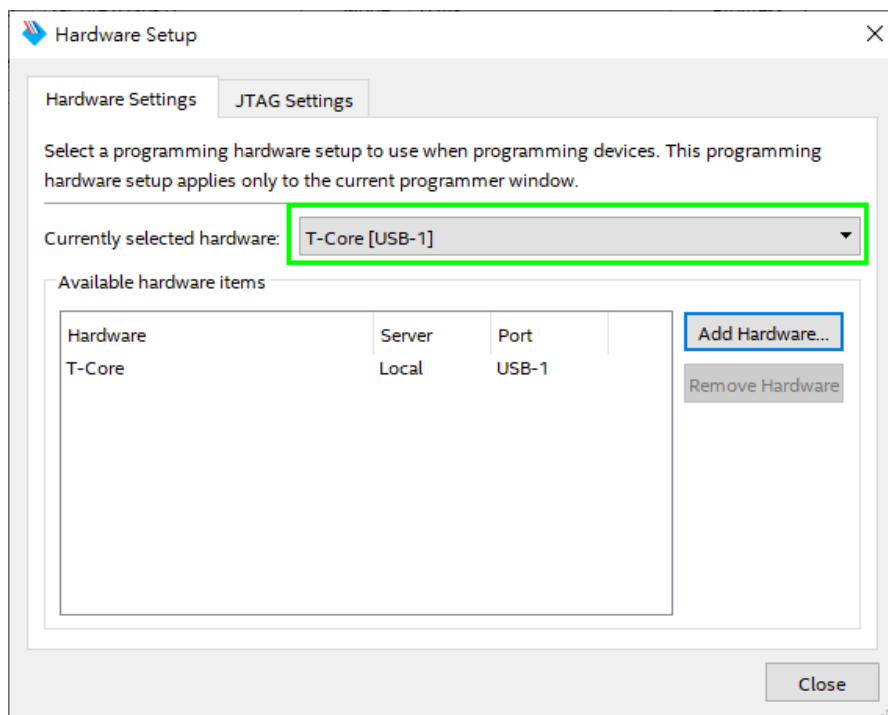 Hardware Setup
Hardware Settings
JTAG Settings
Select a programming hardware setup to use when programming devices. This programming
hardware setup applies only to the current programmer window.
Currently selected hardware: T-Core [USB-1]
Available hardware items
Hardware Server Port
T-Core Local USB-1
Add Hardware...
Remove Hardware
Close